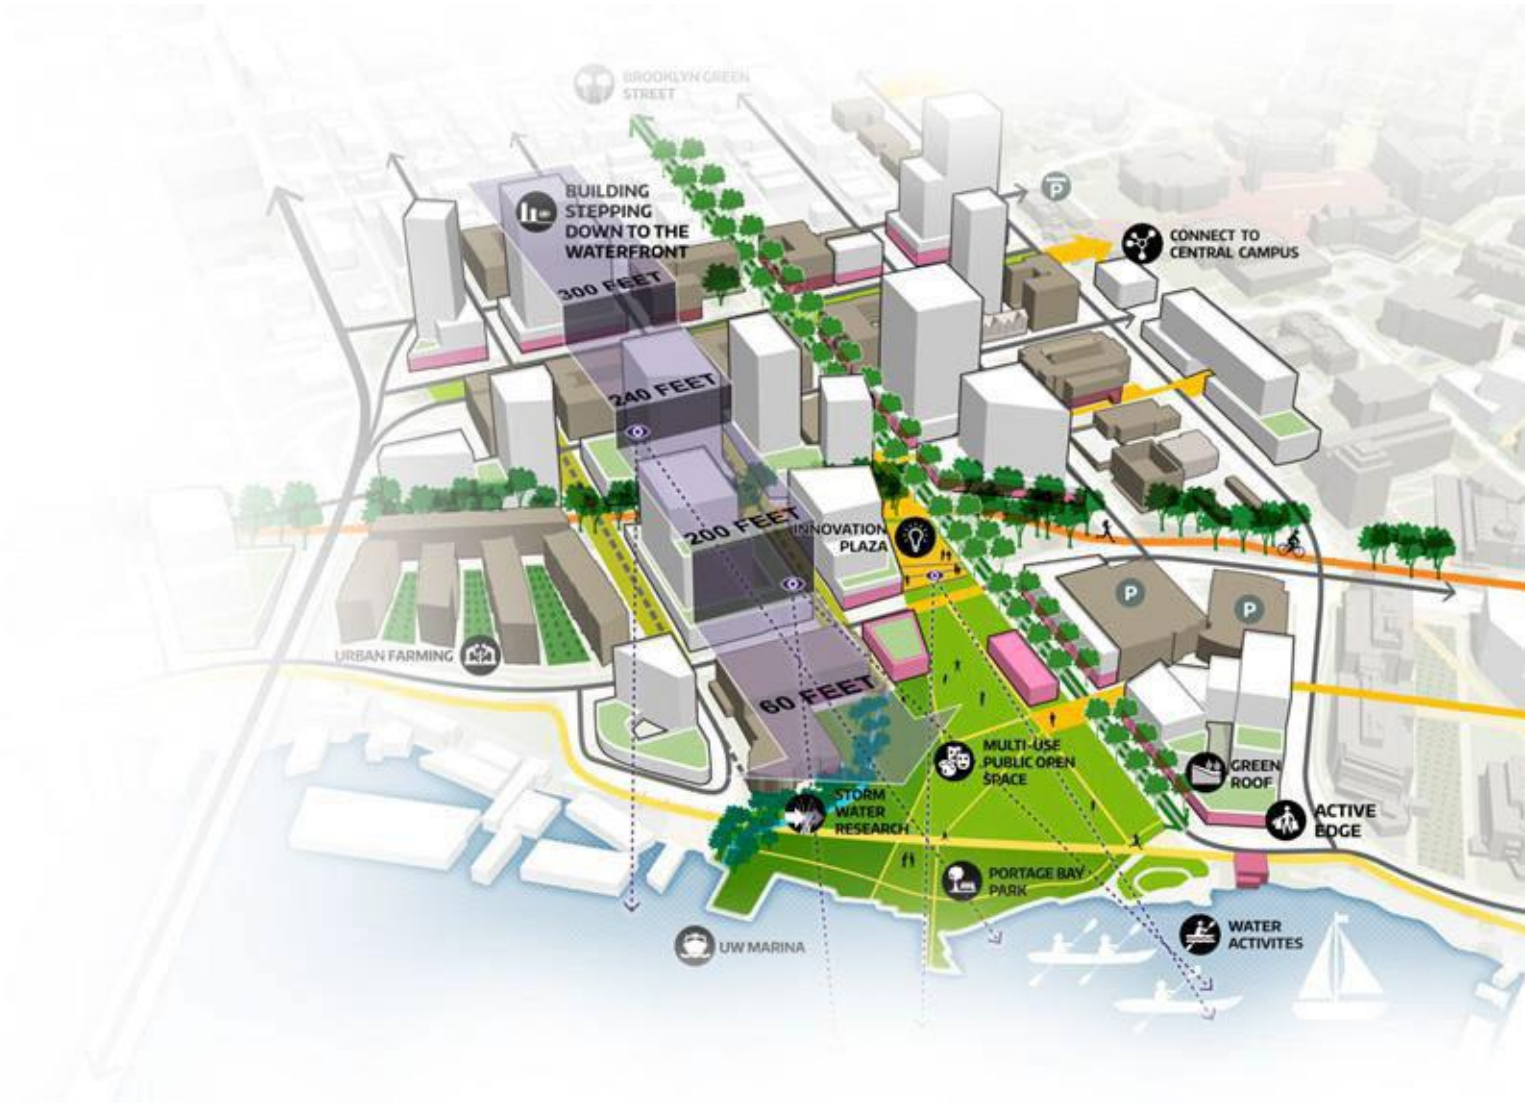 BROOKLYN GREEN
STREET
P
BUILDING
STEPPING
DOWN TO THE
WATERFRONT
CONNECT TO
CENTRAL CAMPUS
300 FEET
240 FEET
200 FEET
INNOVATION
PLAZA
P
P
URBAN FARMING
60 FEET
MULTI-USE
PUBLIC OPEN
SPACE
GREEN
ROOF
STORM
WATER
RESEARCH
ACTIVE
EDGE
PORTAGE BAY
PARK
UW MARINA
WATER
ACTIVITES